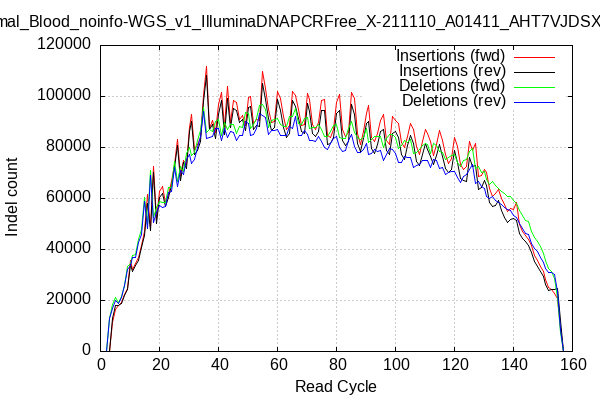 mal_Blood_noinfo-WGS_v1_IlluminaDNAPCRFree_X-211110_A01411_AHT7VJDSX
120000
100000
80000
60000
40000
20000
0
Indel count
Insertions (fwd)
Insertions (rev)
Deletions (fwd)
Deletions (rev)
0 20 40 60 80 100 120 140 160
Read Cycle